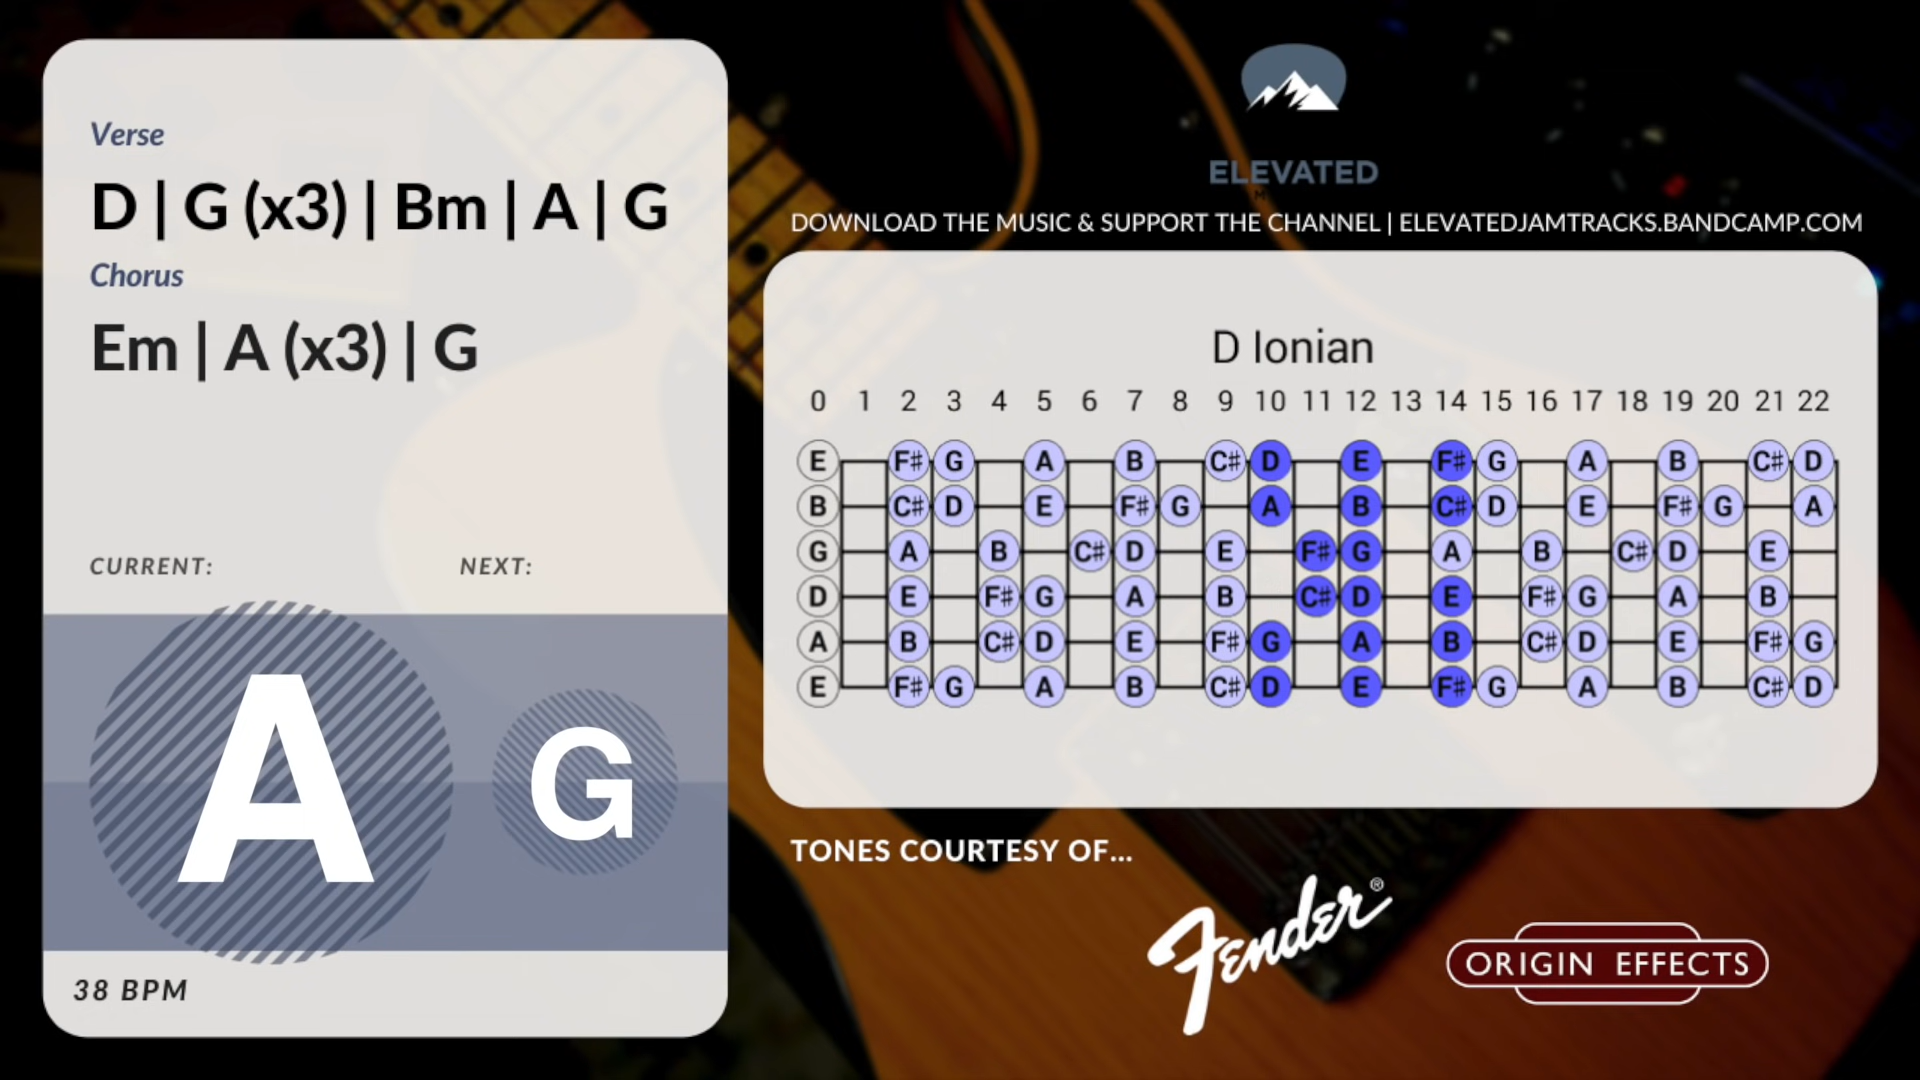 Verse
D | G (x3) | Bm | A | G
Chorus
Em | A (x3) | G
CURRENT:
NEXT:
A
G
38 BPM
ELEVATED
DOWNLOAD THE MUSIC & SUPPORT THE CHANNEL | ELEVATEDJAMTRACKS.BANDCAMP.COM
D Ionian
0 1 2 3 4 5 6 7 8 9 10 11 12 13 14 15 16 17 18 19 20 21 22
E F# G A B C# D E F# G A B C# D
B C# D E F# G A B C# D E F# G A
G A B C# D E F# G A B C# D E
D E F# G A B C# D E F# G A B
A B C# D E F# G A B C# D E F# G
E F# G A B C# D E F# G A B C# D
TONES COURTESY OF...
Fender®
ORIGIN EFFECTS